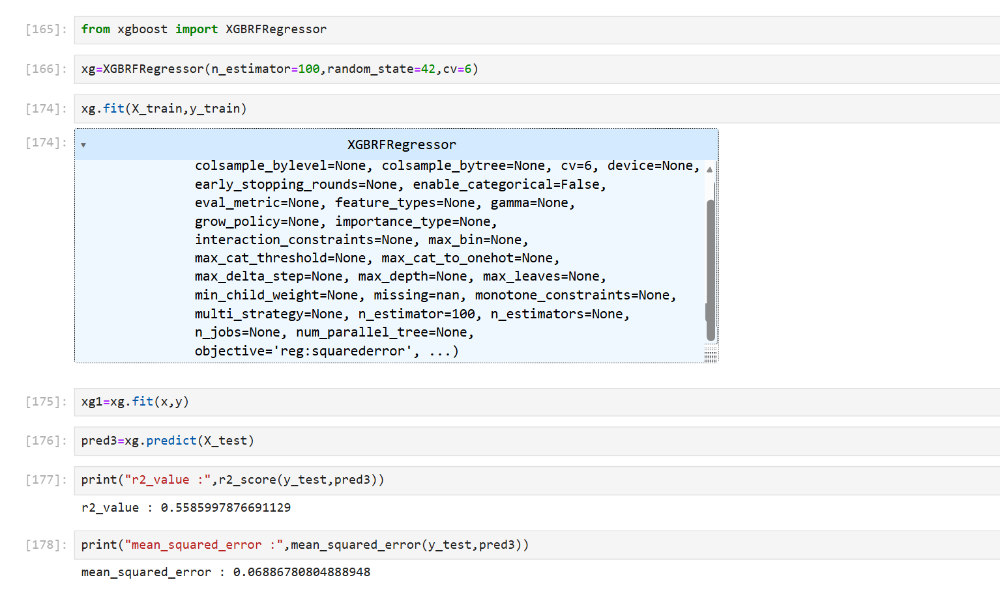 [165]: from xgboost import XGBRFRegressor
[166]: xg=XGBRFRegressor(n_estimator=100,random_state=42,cv=6)
[174]: xg.fit(X_train,y_train)
[174]: ▾ XGBRFRegressor
colsample_bylevel=None, colsample_bytree=None, cv=6, device=None,
early_stopping_rounds=None, enable_categorical=False,
eval_metric=None, feature_types=None, gamma=None,
grow_policy=None, importance_type=None,
interaction_constraints=None, max_bin=None,
max_cat_threshold=None, max_cat_to_onehot=None,
max_delta_step=None, max_depth=None, max_leaves=None,
min_child_weight=None, missing=nan, monotone_constraints=None,
multi_strategy=None, n_estimator=100, n_estimators=None,
n_jobs=None, num_parallel_tree=None,
objective='reg:squarederror', ...)
[175]: xg1=xg.fit(x,y)
[176]: pred3=xg.predict(X_test)
[177]: print("r2_value :",r2_score(y_test,pred3))
r2_value : 0.5585997876691129
[178]: print("mean_squared_error :",mean_squared_error(y_test,pred3))
mean_squared_error : 0.06886780804888948